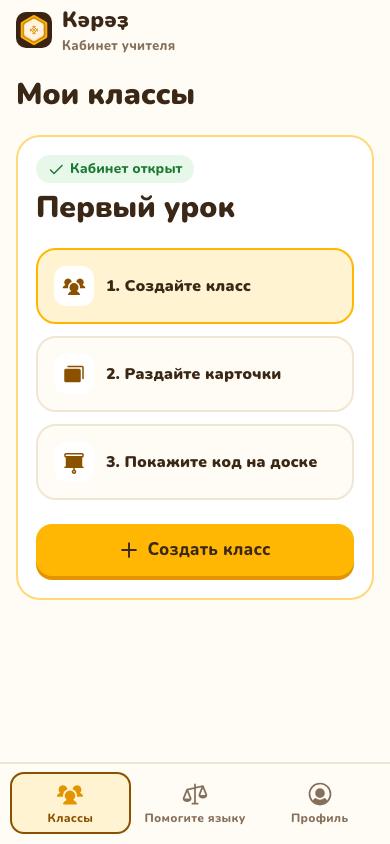 Кәрәҙ
Кабинет учителя
Мои классы
Кабинет открыт
Первый урок
1. Создайте класс
2. Раздайте карточки
3. Покажите код на доске
Создать класс
Классы
Помогите языку
Профиль